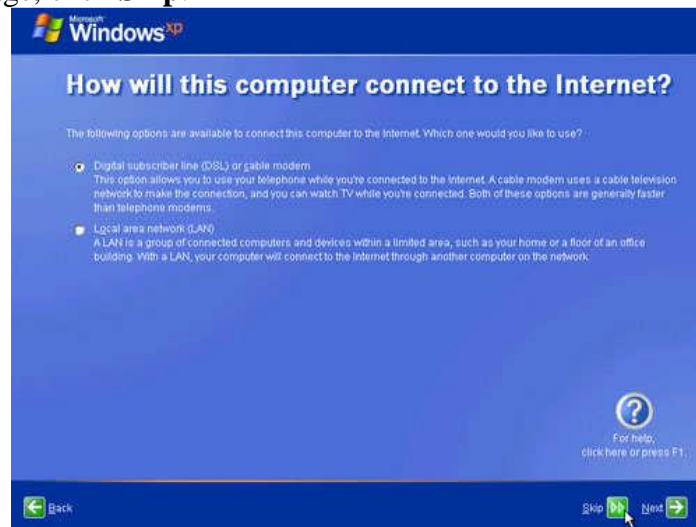 ge, click Skip.
Microsoft
Windows xp
How will this computer connect to the Internet?
The following options are available to connect this computer to the Internet. Which one would you like to use?
Digital subscriber line (DSL) or cable modem
This option allows you to use your telephone while you're connected to the Internet. A cable modem uses a cable television
network to make the connection, and you can watch TV while you're connected. Both of these options are generally faster
than telephone modems.
Local area network (LAN)
A LAN is a group of connected computers and devices within a limited area, such as your home or a floor of an office
building. With a LAN, your computer will connect to the Internet through another computer on the network.
For help,
click here or press F1.
Back
Skip
Next